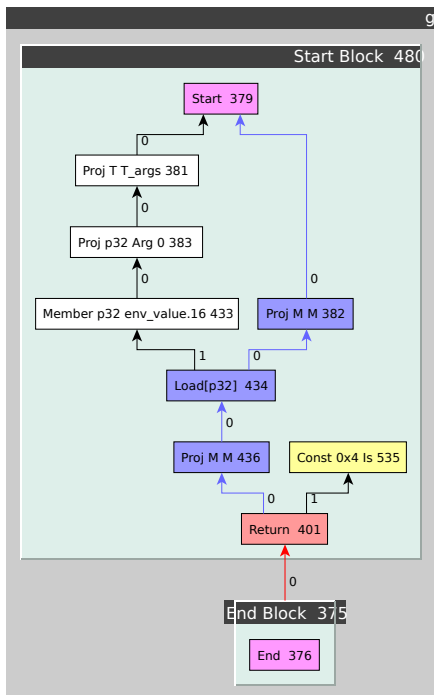 g
Start Block 480
Start 379
0
Proj T T_args 381
0
Proj p32 Arg 0 383
0
0
Member p32 env_value.16 433
Proj M M 382
1
0
Load[p32] 434
0
Proj M M 436
Const 0x4 Is 535
0
1
Return 401
0
End Block 375
End 376